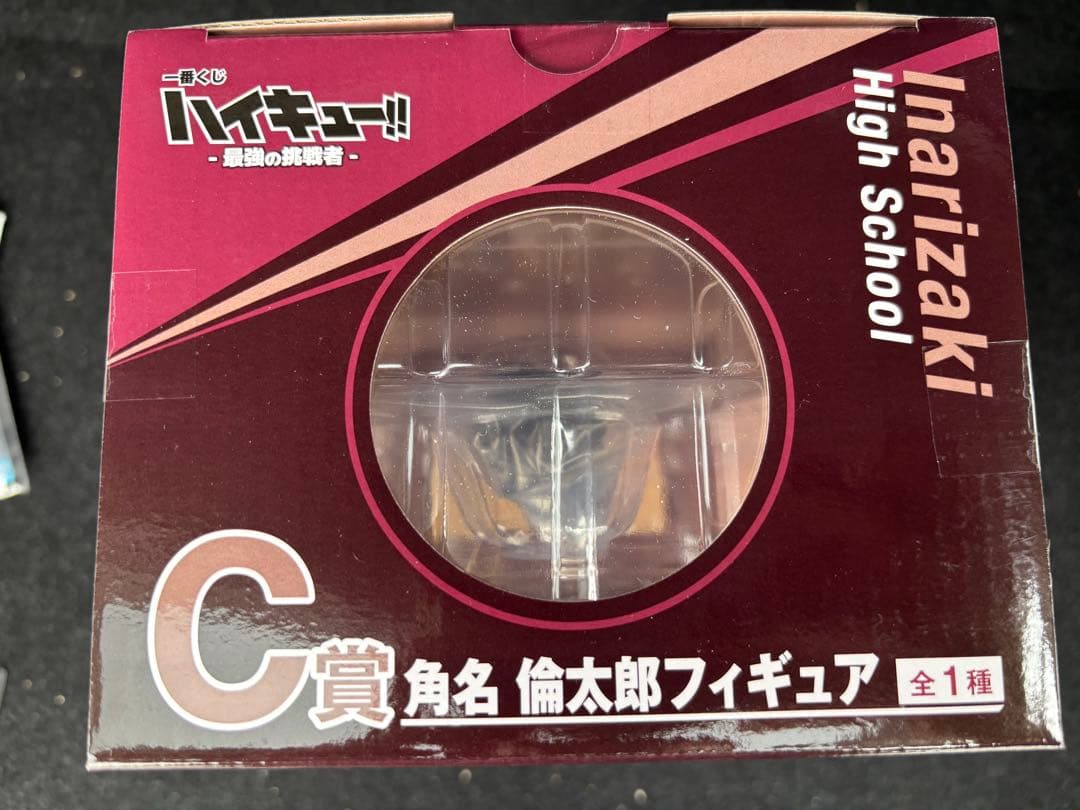 一番くじ
ハイキュー!!
- 最強の挑戦者 -
Inarizaki
High School
C賞 角名 倫太郎フィギュア 全1種